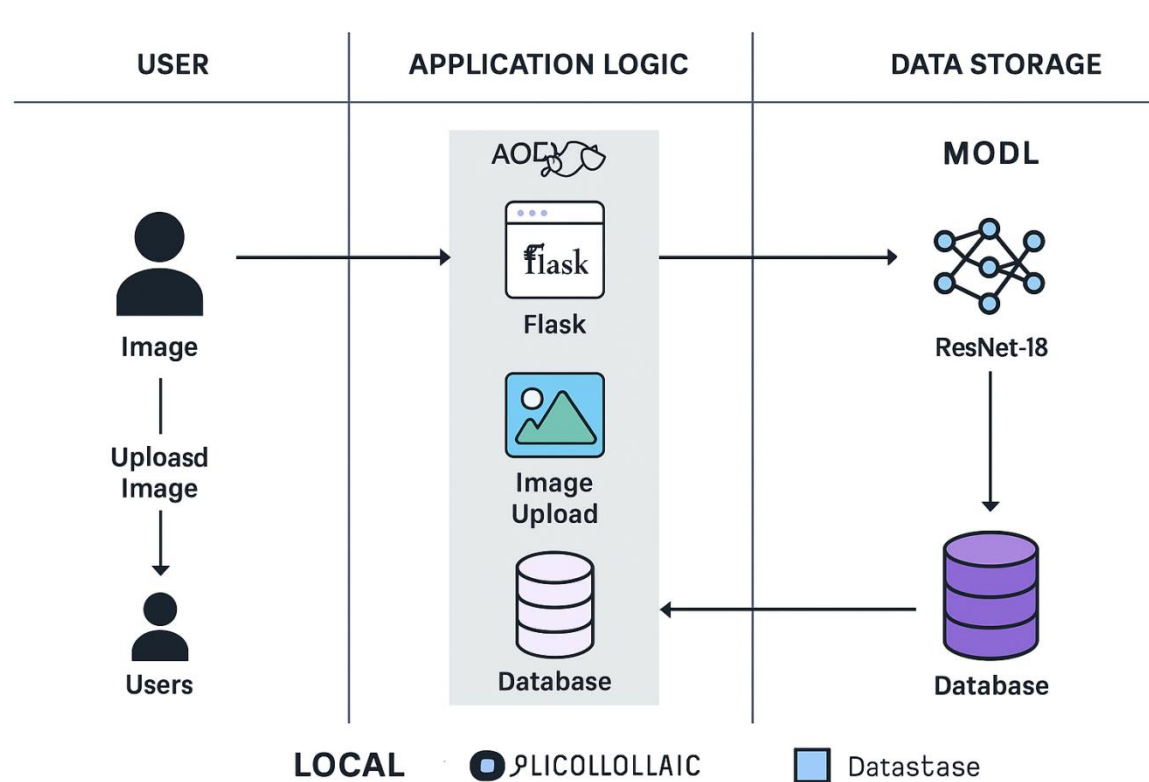 USER
APPLICATION LOGIC
DATA STORAGE
MODL
flask
Flask
Image
ResNet-18
Uploasd
Image
Image
Upload
Users
Database
Database
LOCAL
LICOLLOLLAIC
Datastase